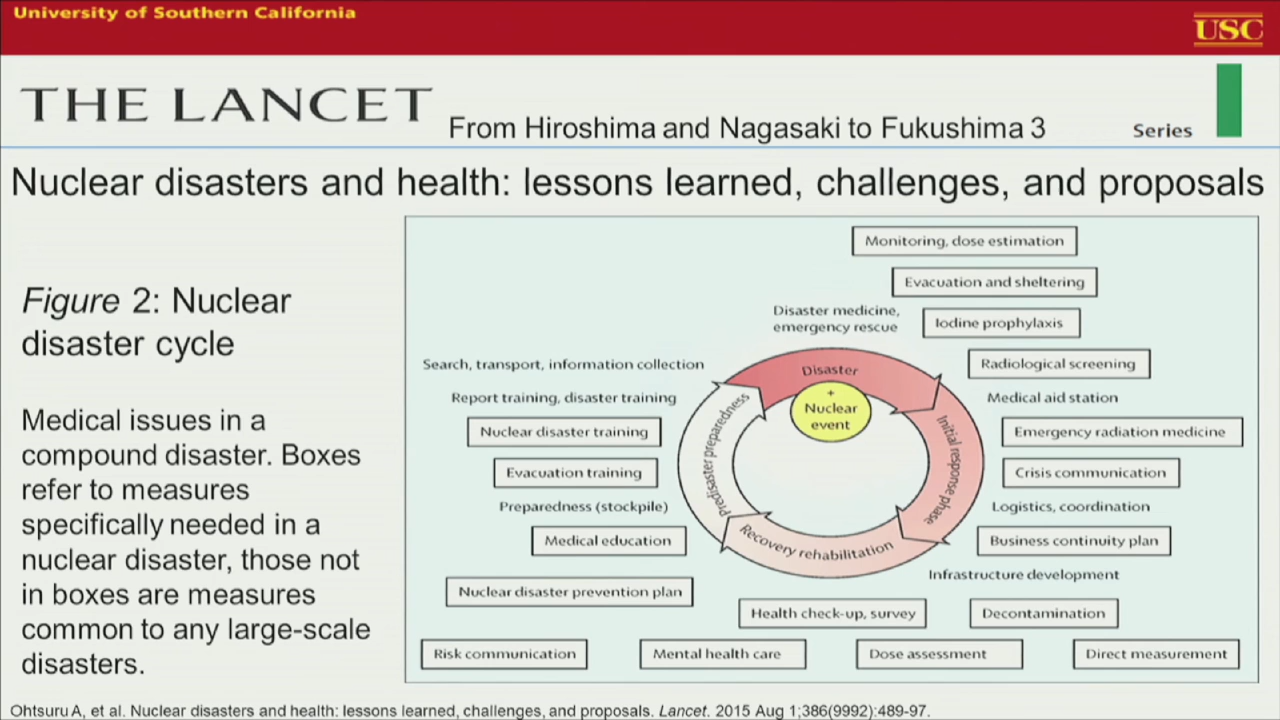 University of Southern California
USC
THE LANCET
From Hiroshima and Nagasaki to Fukushima 3
Series
Nuclear disasters and health: lessons learned, challenges, and proposals
Figure 2: Nuclear
disaster cycle
Medical issues in a
compound disaster. Boxes
refer to measures
specifically needed in a
nuclear disaster, those not
in boxes are measures
common to any large-scale
disasters.
Monitoring, dose estimation
Evacuation and sheltering
Disaster medicine,
emergency rescue
Iodine prophylaxis
Search, transport, information collection
Radiological screening
Report training, disaster training
Medical aid station
Nuclear disaster training
Emergency radiation medicine
Evacuation training
Crisis communication
Preparedness (stockpile)
Logistics, coordination
Medical education
Business continuity plan
Infrastructure development
Nuclear disaster prevention plan
Health check-up, survey
Decontamination
Risk communication
Mental health care
Dose assessment
Direct measurement
Disaster
+
Nuclear
event
Initial response phase
Recovery rehabilitation
Predisaster preparedness
Ohtsuru A, et al. Nuclear disasters and health: lessons learned, challenges, and proposals. Lancet. 2015 Aug 1;386(9992):489-97.